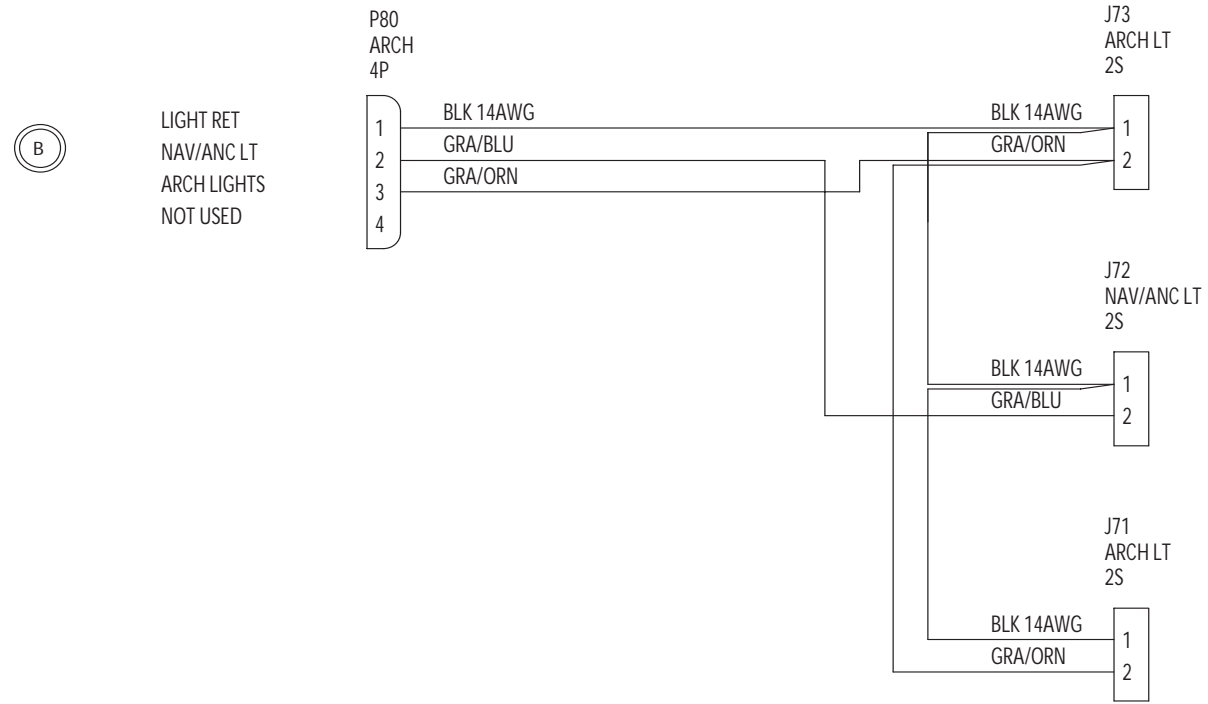 P80
ARCH
4P
J73
ARCH LT
2S
B
LIGHT RET
NAV/ANC LT
ARCH LIGHTS
NOT USED
1
2
3
4
BLK 14AWG
GRA/BLU
GRA/ORN
BLK 14AWG
GRA/ORN
1
2
J72
NAV/ANC LT
2S
BLK 14AWG
GRA/BLU
1
2
J71
ARCH LT
2S
BLK 14AWG
GRA/ORN
1
2